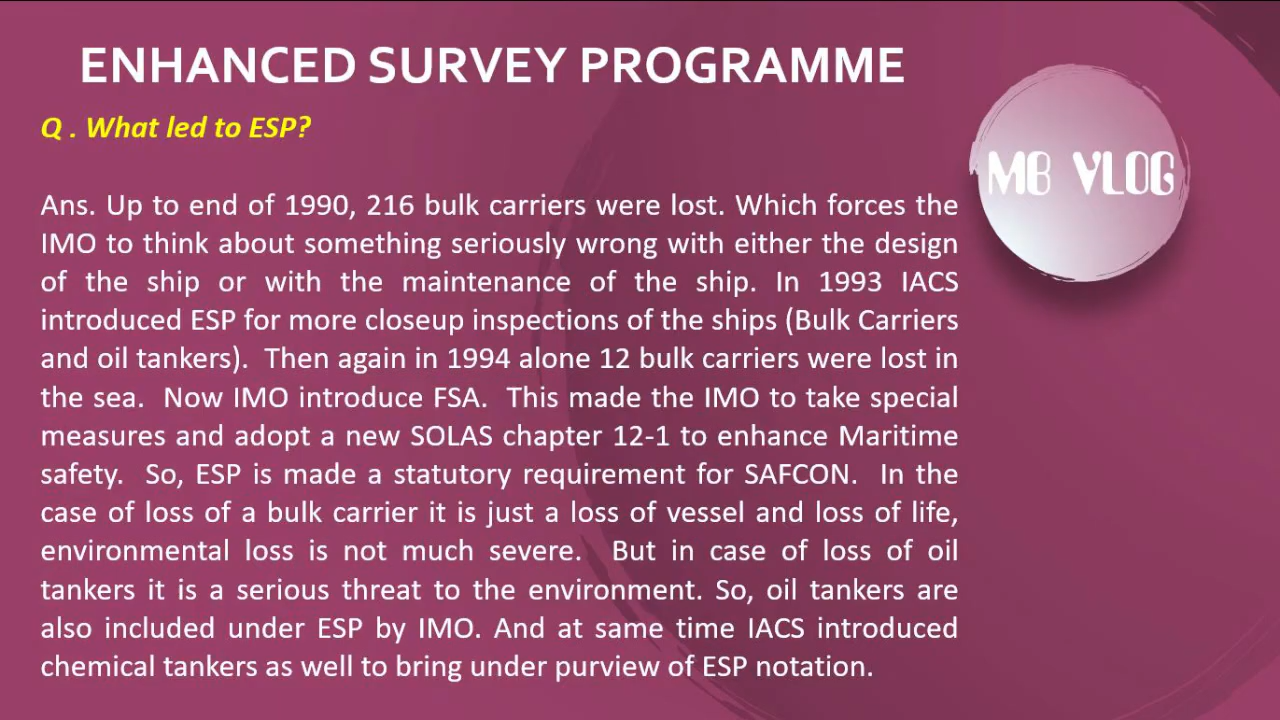 ENHANCED SURVEY PROGRAMME
Q . What led to ESP?
MB VLOG
Ans. Up to end of 1990, 216 bulk carriers were lost. Which forces the
IMO to think about something seriously wrong with either the design
of the ship or with the maintenance of the ship. In 1993 IACS
introduced ESP for more closeup inspections of the ships (Bulk Carriers
and oil tankers). Then again in 1994 alone 12 bulk carriers were lost in
the sea. Now IMO introduce FSA. This made the IMO to take special
measures and adopt a new SOLAS chapter 12-1 to enhance Maritime
safety. So, ESP is made a statutory requirement for SAFCON. In the
case of loss of a bulk carrier it is just a loss of vessel and loss of life,
environmental loss is not much severe. But in case of loss of oil
tankers it is a serious threat to the environment. So, oil tankers are
also included under ESP by IMO. And at same time IACS introduced
chemical tankers as well to bring under purview of ESP notation.